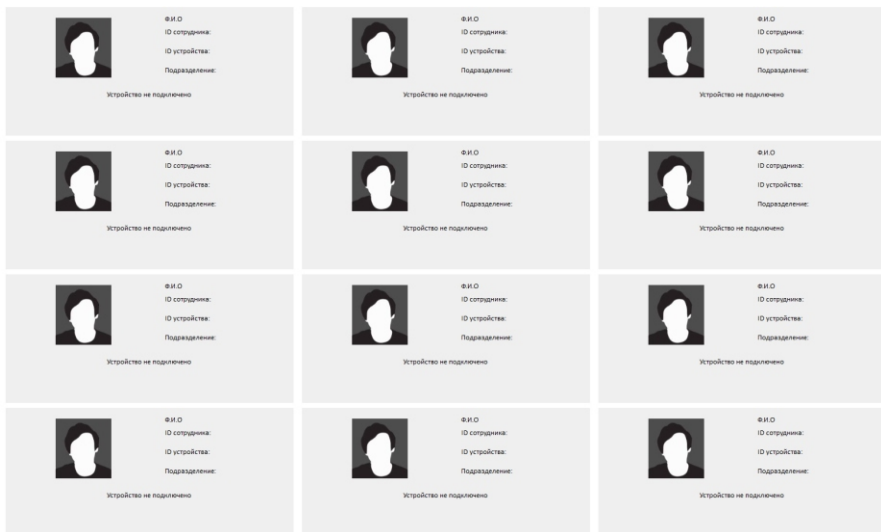 Ф.И.О
ID сотрудника:
ID устройства:
Подразделение:
Устройство не подключено
Ф.И.О
ID сотрудника:
ID устройства:
Подразделение:
Устройство не подключено
Ф.И.О
ID сотрудника:
ID устройства:
Подразделение:
Устройство не подключено
Ф.И.О
ID сотрудника:
ID устройства:
Подразделение:
Устройство не подключено
Ф.И.О
ID сотрудника:
ID устройства:
Подразделение:
Устройство не подключено
Ф.И.О
ID сотрудника:
ID устройства:
Подразделение:
Устройство не подключено
Ф.И.О
ID сотрудника:
ID устройства:
Подразделение:
Устройство не подключено
Ф.И.О
ID сотрудника:
ID устройства:
Подразделение:
Устройство не подключено
Ф.И.О
ID сотрудника:
ID устройства:
Подразделение:
Устройство не подключено
Ф.И.О
ID сотрудника:
ID устройства:
Подразделение:
Устройство не подключено
Ф.И.О
ID сотрудника:
ID устройства:
Подразделение:
Устройство не подключено
Ф.И.О
ID сотрудника:
ID устройства:
Подразделение:
Устройство не подключено